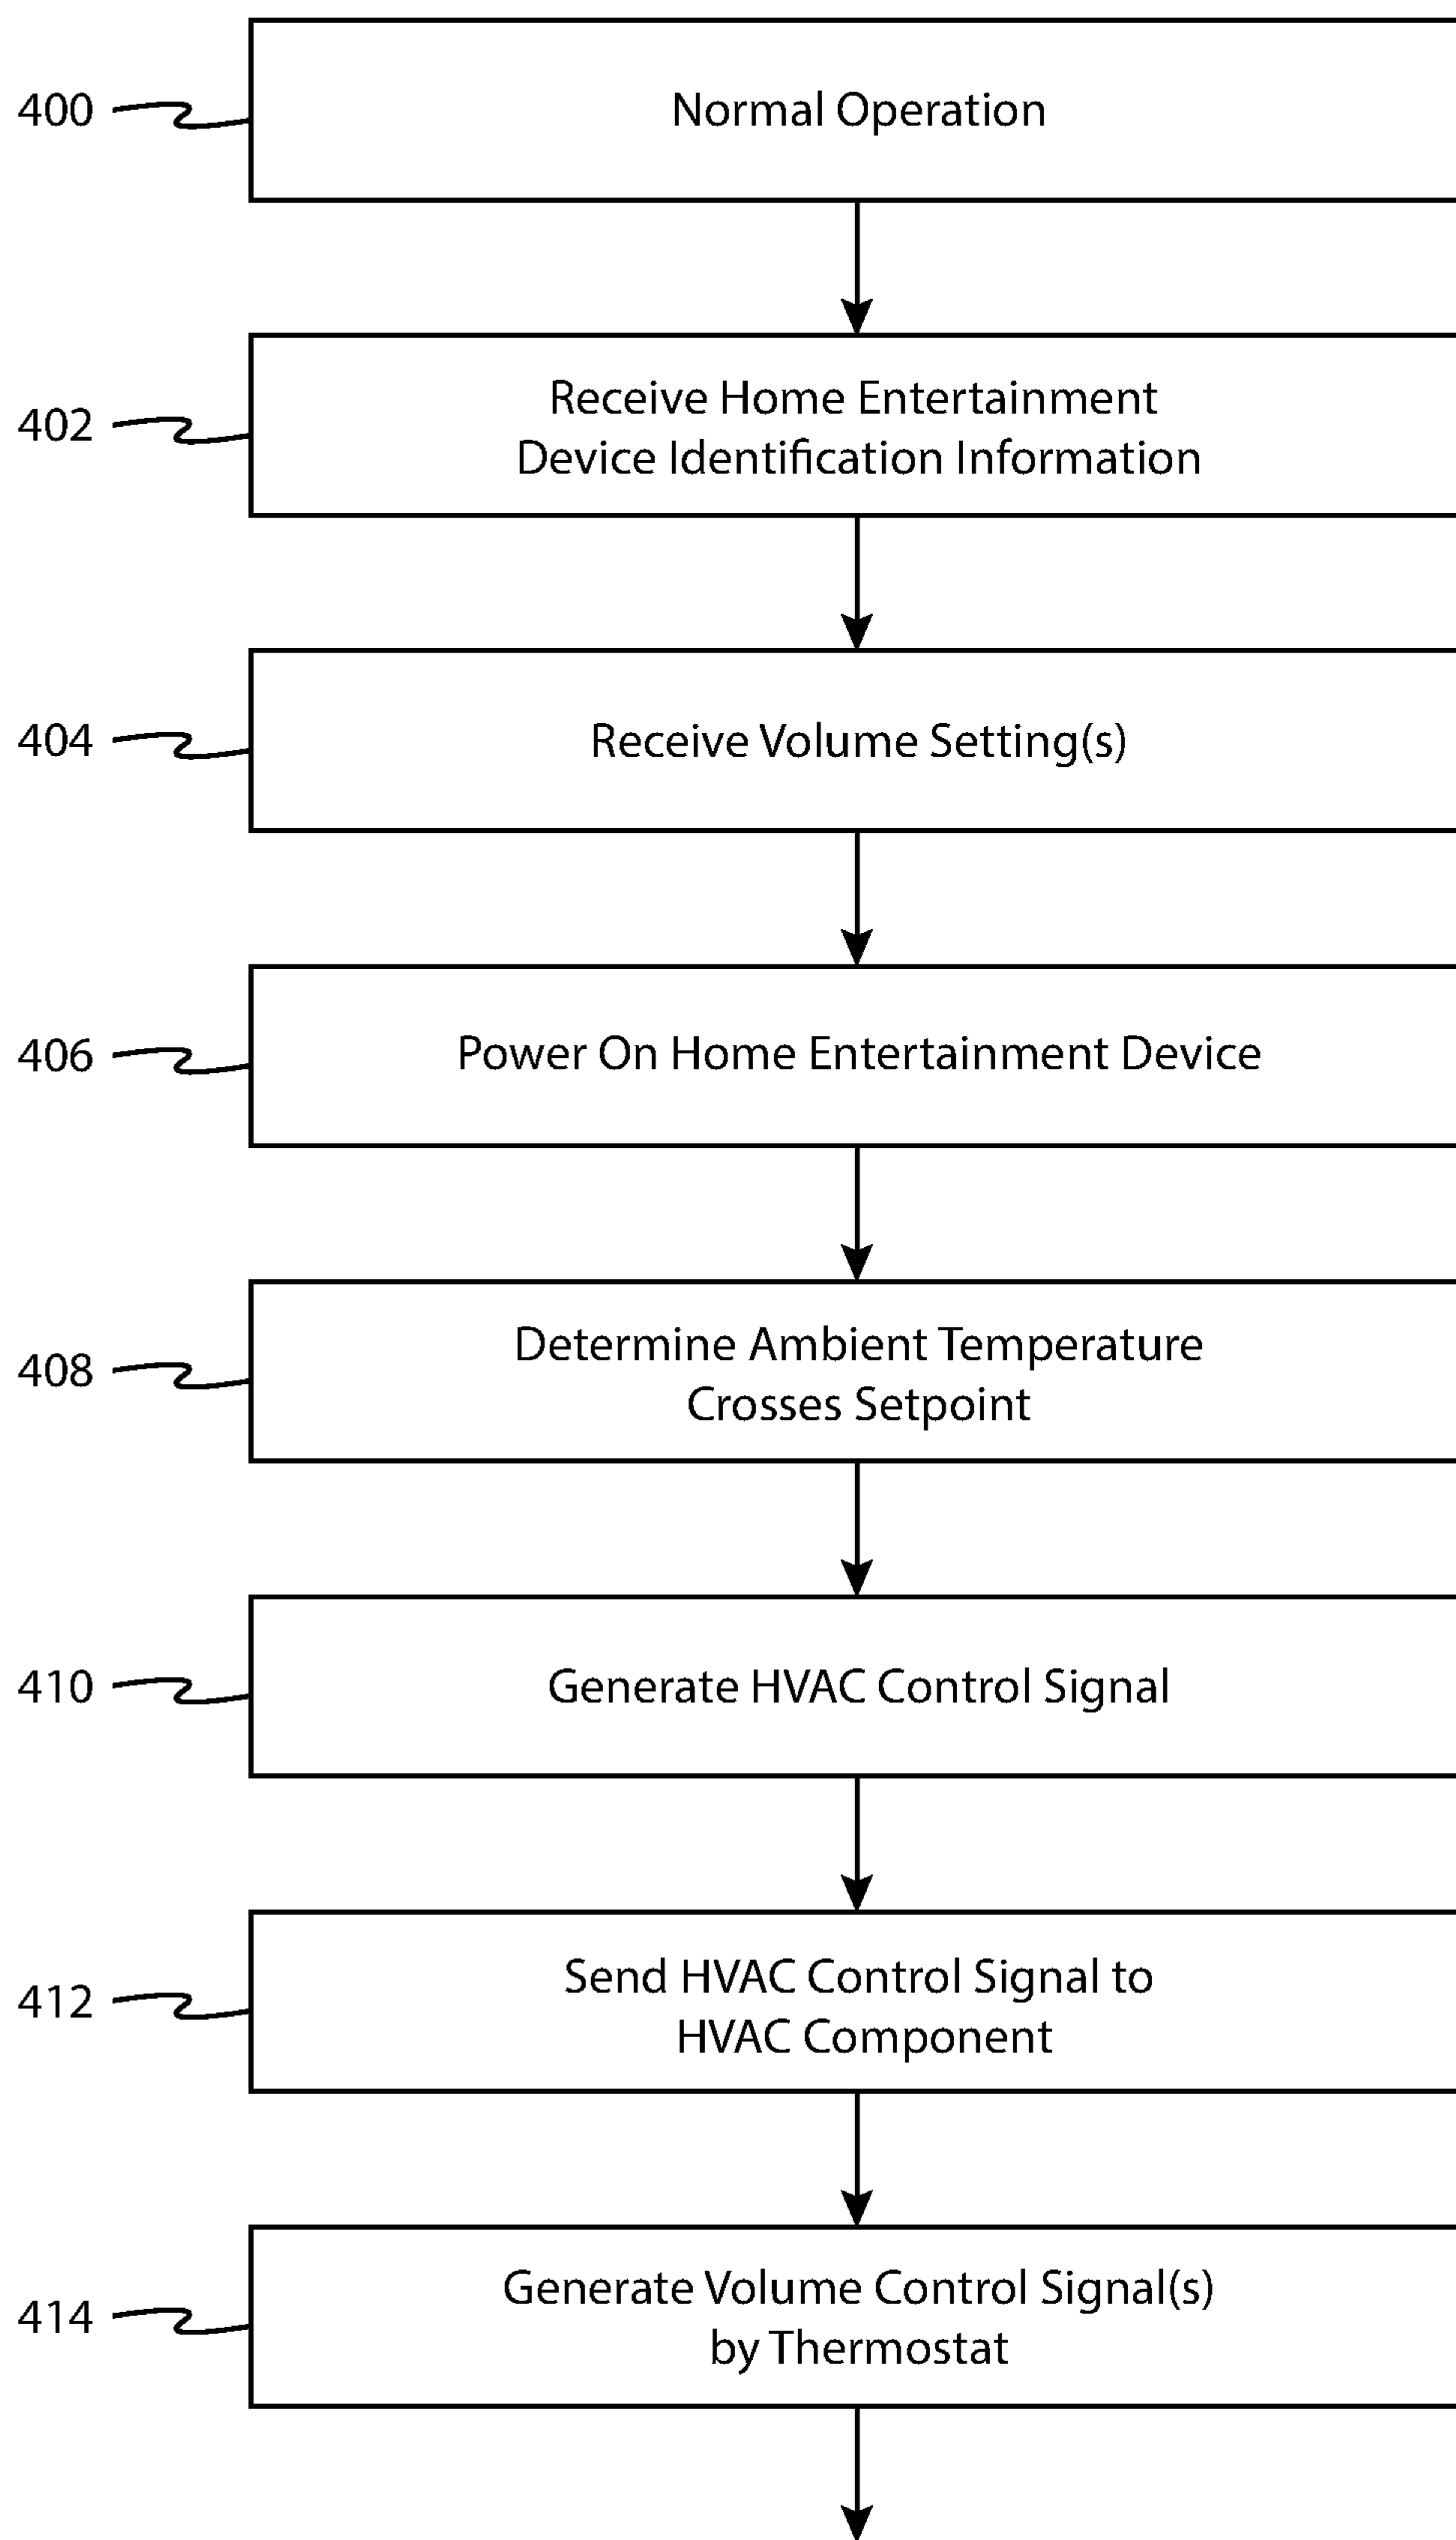 400
Normal Operation
402
Receive Home Entertainment
Device Identification Information
404
Receive Volume Setting(s)
406
Power On Home Entertainment Device
408
Determine Ambient Temperature
Crosses Setpoint
410
Generate HVAC Control Signal
412
Send HVAC Control Signal to
HVAC Component
414
Generate Volume Control Signal(s)
by Thermostat